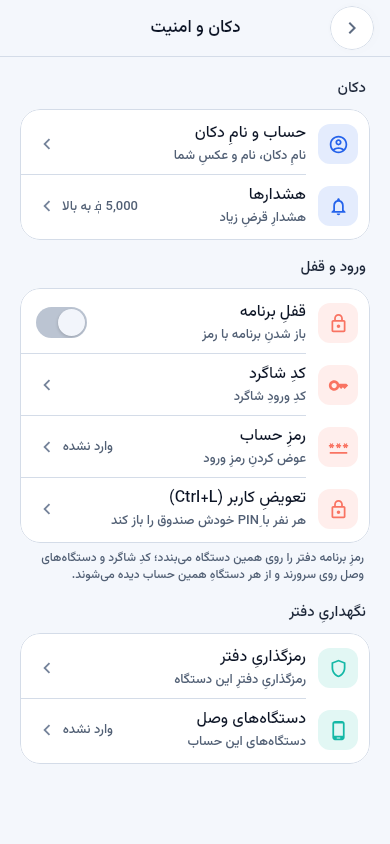 دکان و امنیت
دکان
حساب و نامِ دکان
نامِ دکان، نام و عکسِ شما
هشدارها
هشدارِ قرضِ زیاد
5,000 ؋ به بالا
ورود و قفل
قفلِ برنامه
باز شدنِ برنامه با رمز
کدِ شاگرد
کدِ ورودِ شاگرد
رمزِ حساب
عوض کردنِ رمزِ ورود
وارد نشده
تعویضِ کاربر (Ctrl+L)
هر نفر با PIN خودش صندوق را باز کند
رمزِ برنامه دفتر را روی همین دستگاه می‌بندد؛ کدِ شاگرد و دستگاه‌های
وصل روی سرورند و از هر دستگاهِ همین حساب دیده می‌شوند.
نگهداریِ دفتر
رمزگذاریِ دفتر
رمزگذاریِ دفترِ این دستگاه
دستگاه‌های وصل
دستگاه‌های این حساب
وارد نشده